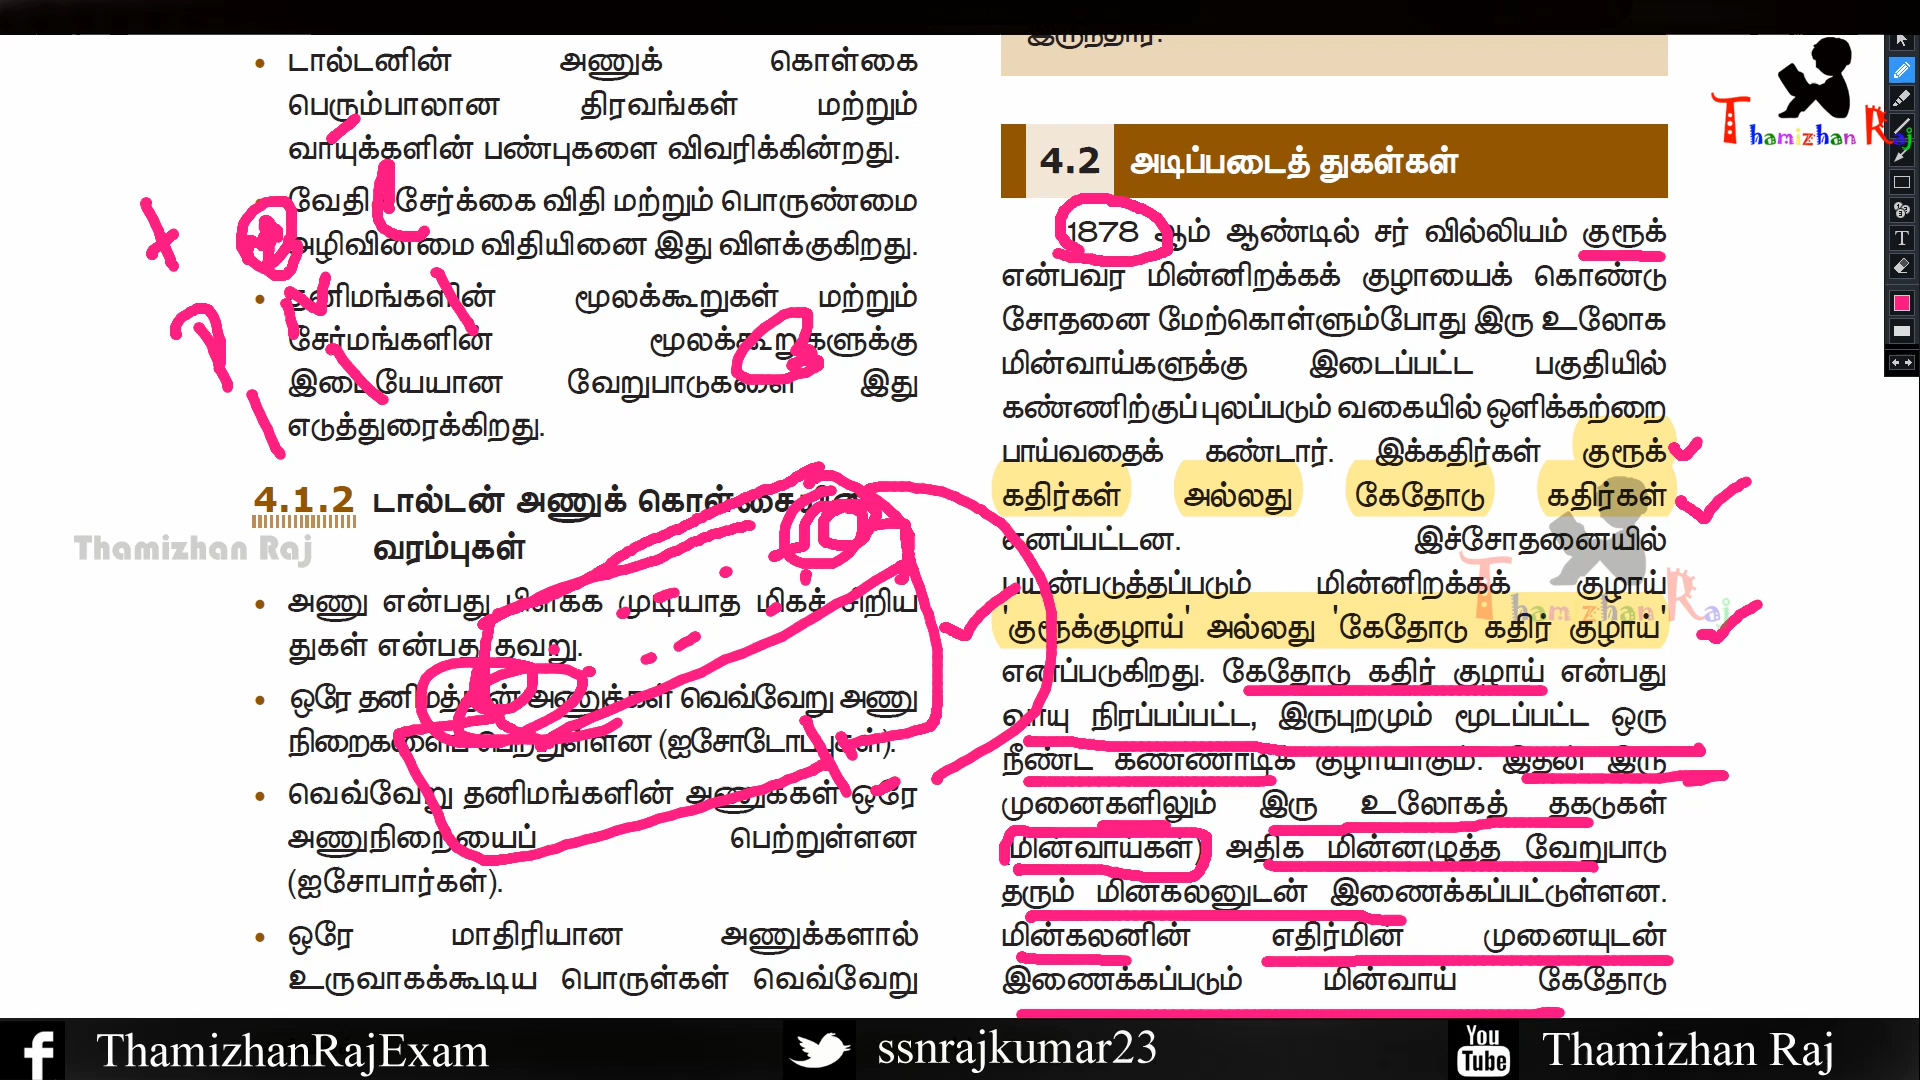 இருந்தார்.
டால்டனின் அணுக் கொள்கை
பெரும்பாலான திரவங்கள் மற்றும்
வாயுக்களின் பண்புகளை விவரிக்கின்றது.
வேதி சேர்க்கை விதி மற்றும் பொருண்மை
அழிவின்மை விதியினை இது விளக்குகிறது.
தனிமங்களின் மூலக்கூறுகள் மற்றும்
சேர்மங்களின் மூலக்கூறுகளுக்கு
இடையேயான வேறுபாடுகளை இது
எடுத்துரைக்கிறது.
4.1.2 டால்டன் அணுக் கொள்கையின்
வரம்புகள்
அணு என்பது பிளக்க முடியாத மிகச் சிறிய
துகள் என்பது தவறு.
ஒரே தனிமத்தின் அணுக்கள் வெவ்வேறு அணு
நிறைகளைப் பெற்றுள்ளன (ஐசோடோப்புகள்).
வெவ்வேறு தனிமங்களின் அணுக்கள் ஒரே
அணுநிறையைப் பெற்றுள்ளன
(ஐசோபார்கள்).
ஒரே மாதிரியான அணுக்களால்
உருவாகக்கூடிய பொருள்கள் வெவ்வேறு
4.2 அடிப்படைத் துகள்கள்
1878 ஆம் ஆண்டில் சர் வில்லியம் குரூக்
என்பவர் மின்னிறக்கக் குழாயைக் கொண்டு
சோதனை மேற்கொள்ளும்போது இரு உலோக
மின்வாய்களுக்கு இடைப்பட்ட பகுதியில்
கண்ணிற்குப் புலப்படும் வகையில் ஒளிக்கற்றை
பாய்வதைக் கண்டார். இக்கதிர்கள் குரூக்
கதிர்கள் அல்லது கேதோடு கதிர்கள்
எனப்பட்டன. இச்சோதனையில்
பயன்படுத்தப்படும் மின்னிறக்கக் குழாய்
'குரூக்குழாய்' அல்லது 'கேதோடு கதிர் குழாய்'
எனப்படுகிறது. கேதோடு கதிர் குழாய் என்பது
வாயு நிரப்பப்பட்ட, இருபுறமும் மூடப்பட்ட ஒரு
நீண்ட கண்ணாடிக் குழாயாகும். இதன் இரு
முனைகளிலும் இரு உலோகத் தகடுகள்
(மின்வாய்கள்) அதிக மின்னழுத்த வேறுபாடு
தரும் மின்கலனுடன் இணைக்கப்பட்டுள்ளன.
மின்கலனின் எதிர்மின் முனையுடன்
இணைக்கப்படும் மின்வாய் கேதோடு
Thamizhan Raj
Thamizhan Raj
Thamizhan Raj
ThamizhanRajExam
ssnrajkumar23
You Tube Thamizhan Raj